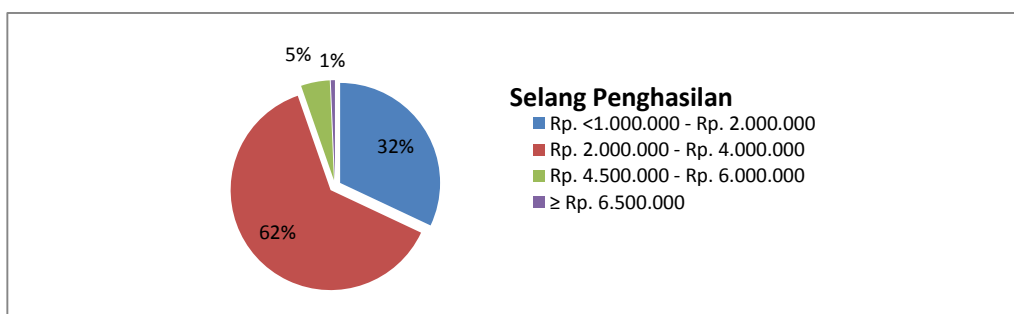 5%
1%
32%
62%
Selang Penghasilan
Rp. <1.000.000 - Rp. 2.000.000
Rp. 2.000.000 - Rp. 4.000.000
Rp. 4.500.000 - Rp. 6.000.000
≥ Rp. 6.500.000